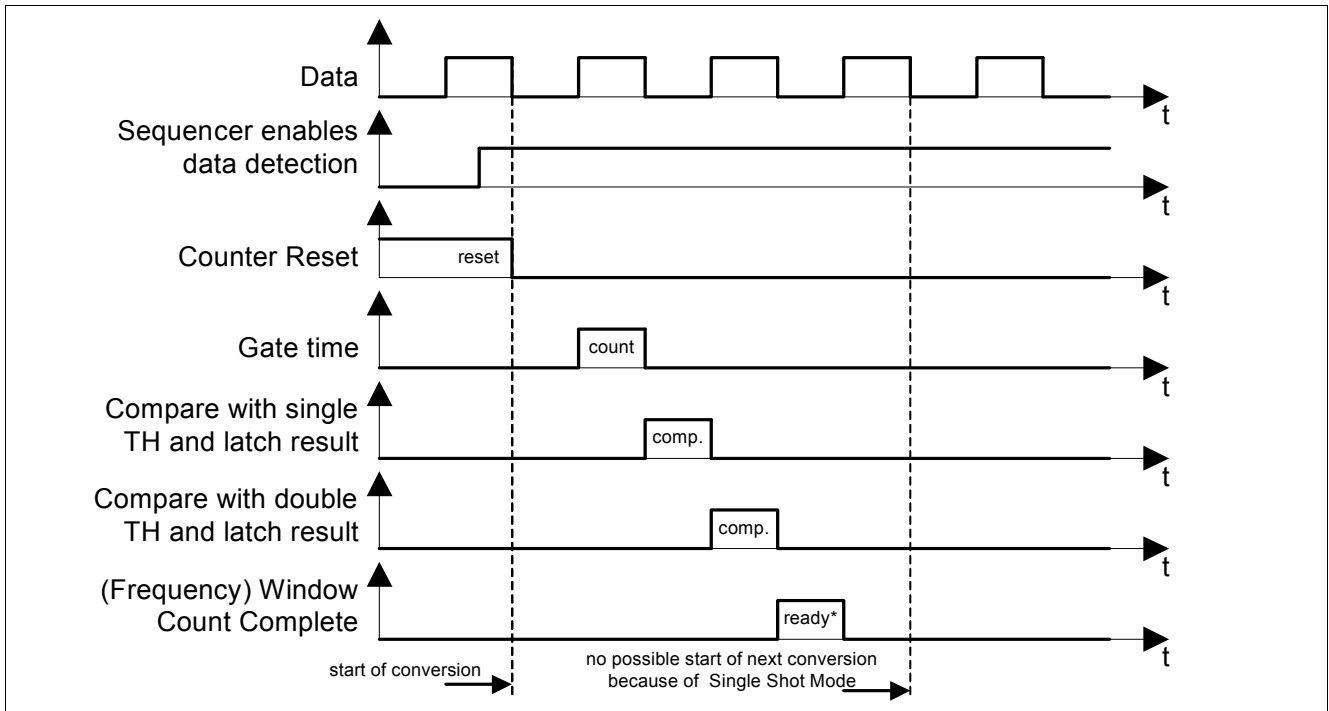 Data
t
Sequencer enables
data detection
t
Counter Reset
reset
t
Gate time
count
t
Compare with single
TH and latch result
comp.
t
Compare with double
TH and latch result
comp.
t
(Frequency) Window
Count Complete
ready*
t
start of conversion
no possible start of next conversion
because of Single Shot Mode